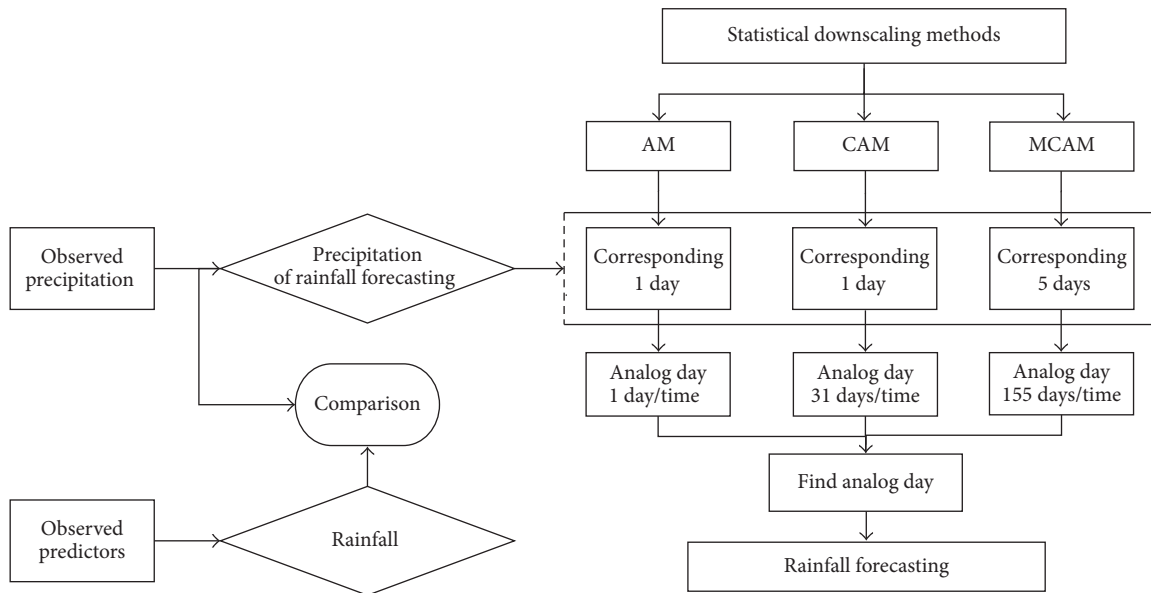 Statistical downscaling methods
AM
CAM
MCAM
Observed
precipitation
Precipitation
of rainfall forecasting
Corresponding
1 day
Corresponding
1 day
Corresponding
5 days
Analog day
1 day/time
Analog day
31 days/time
Analog day
155 days/time
Comparison
Find analog day
Observed
predictors
Rainfall
Rainfall forecasting